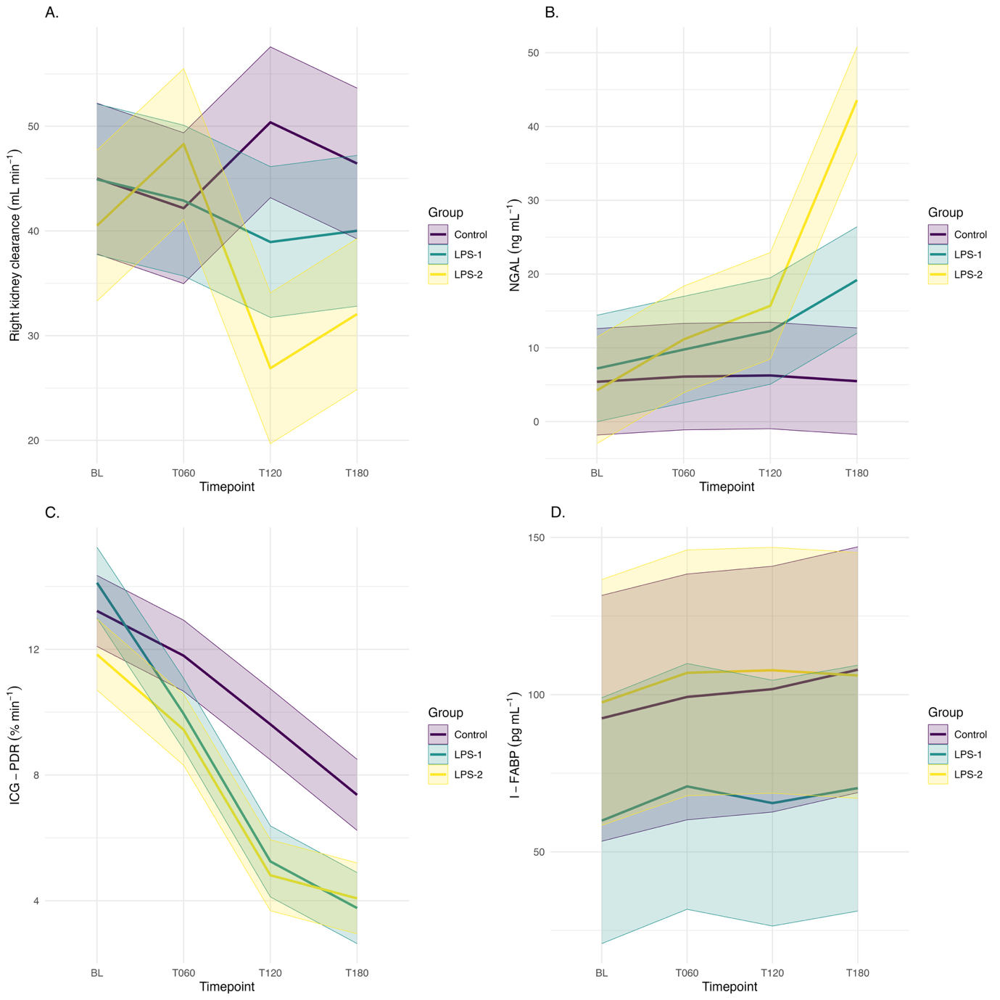 A.
Right kidney clearance (mL min⁻¹)
50
40
30
20
BL T060 T120 T180
Timepoint
Group
Control
LPS-1
LPS-2
B.
NGAL (ng mL⁻¹)
50
40
30
20
10
0
BL T060 T120 T180
Timepoint
Group
Control
LPS-1
LPS-2
C.
ICG – PDR (% min⁻¹)
12
8
4
BL T060 T120 T180
Timepoint
Group
Control
LPS-1
LPS-2
D.
I – FABP (pg mL⁻¹)
150
100
50
BL T060 T120 T180
Timepoint
Group
Control
LPS-1
LPS-2